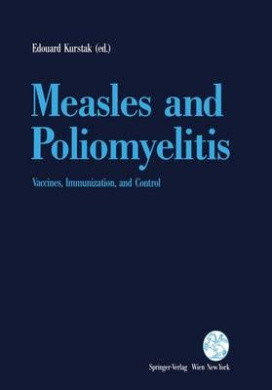 Edouard Kurstak (ed.)
Measles and
Poliomyelitis
Vaccines, Immunization, and Control
Springer-Verlag Wien New York